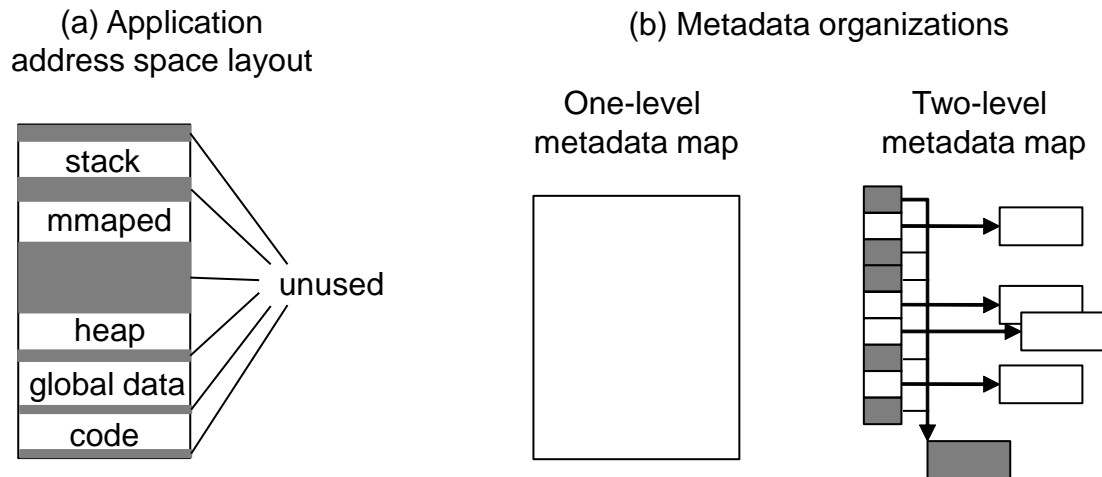 (a) Application
address space layout
(b) Metadata organizations
One-level
metadata map
Two-level
metadata map
stack
mmaped
unused
heap
global data
code